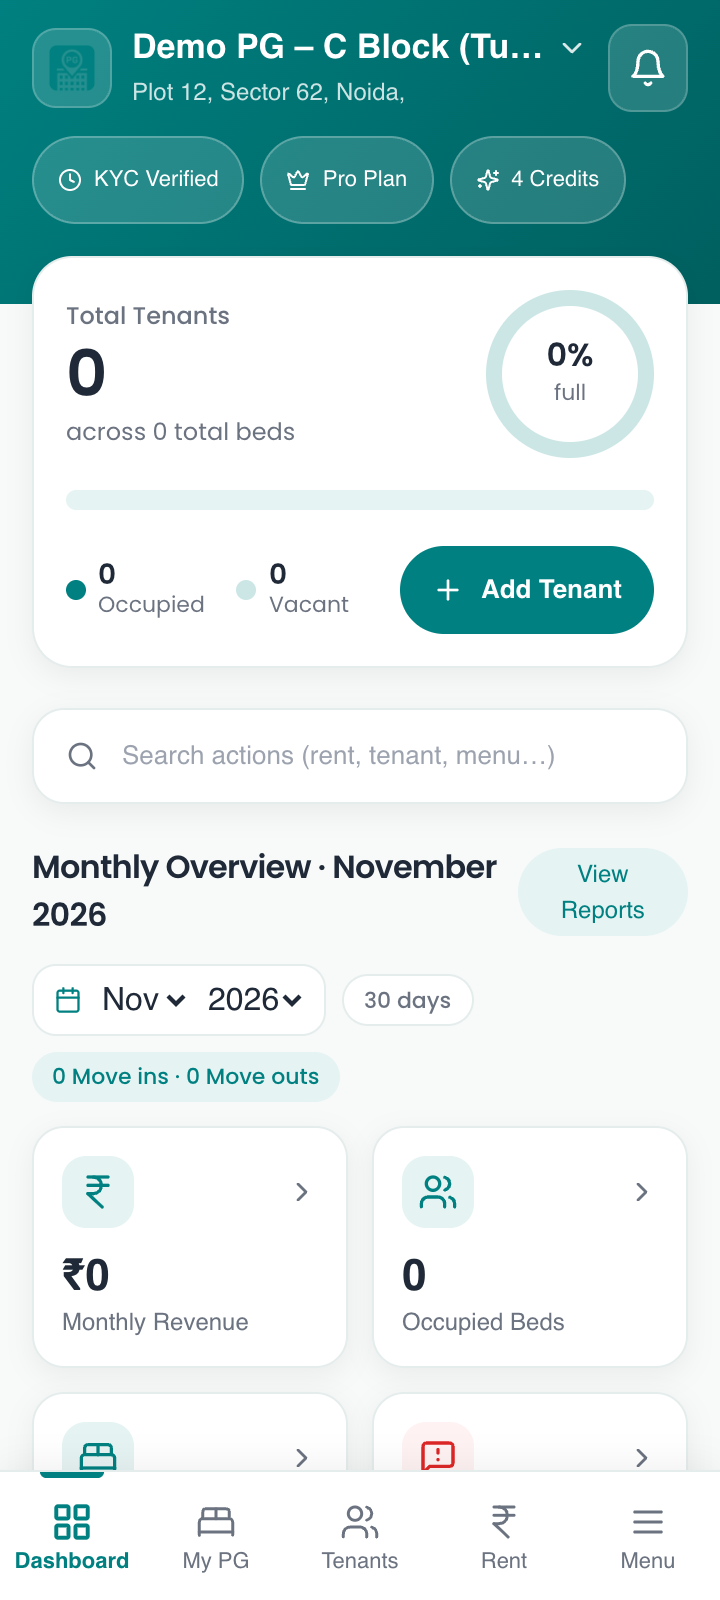 Demo PG – C Block (Tu...
Plot 12, Sector 62, Noida,
KYC Verified
Pro Plan
4 Credits
Total Tenants
0
across 0 total beds
0%
full
0
Occupied
0
Vacant
Add Tenant
Search actions (rent, tenant, menu...)
Monthly Overview · November
2026
View
Reports
Nov
2026
30 days
0 Move ins · 0 Move outs
₹0
Monthly Revenue
0
Occupied Beds
Dashboard
My PG
Tenants
Rent
Menu